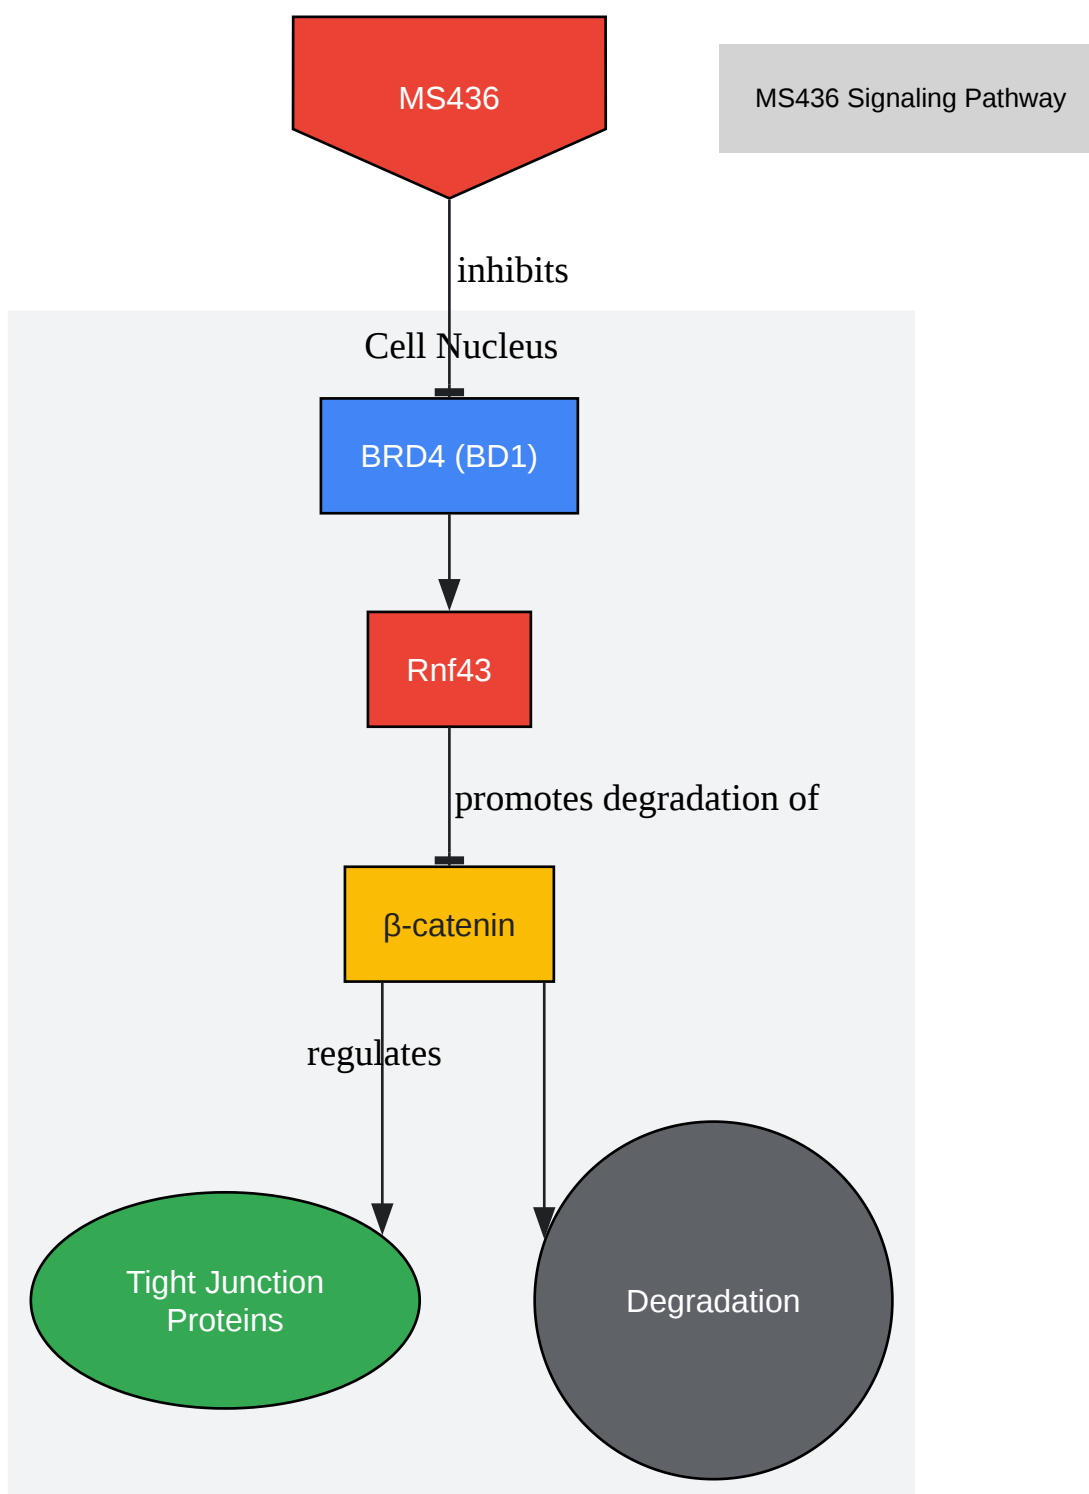 MS436
MS436 Signaling Pathway
inhibits
Cell Nucleus
BRD4 (BD1)
Rnf43
promotes degradation of
β-catenin
regulates
Tight Junction
Proteins
Degradation